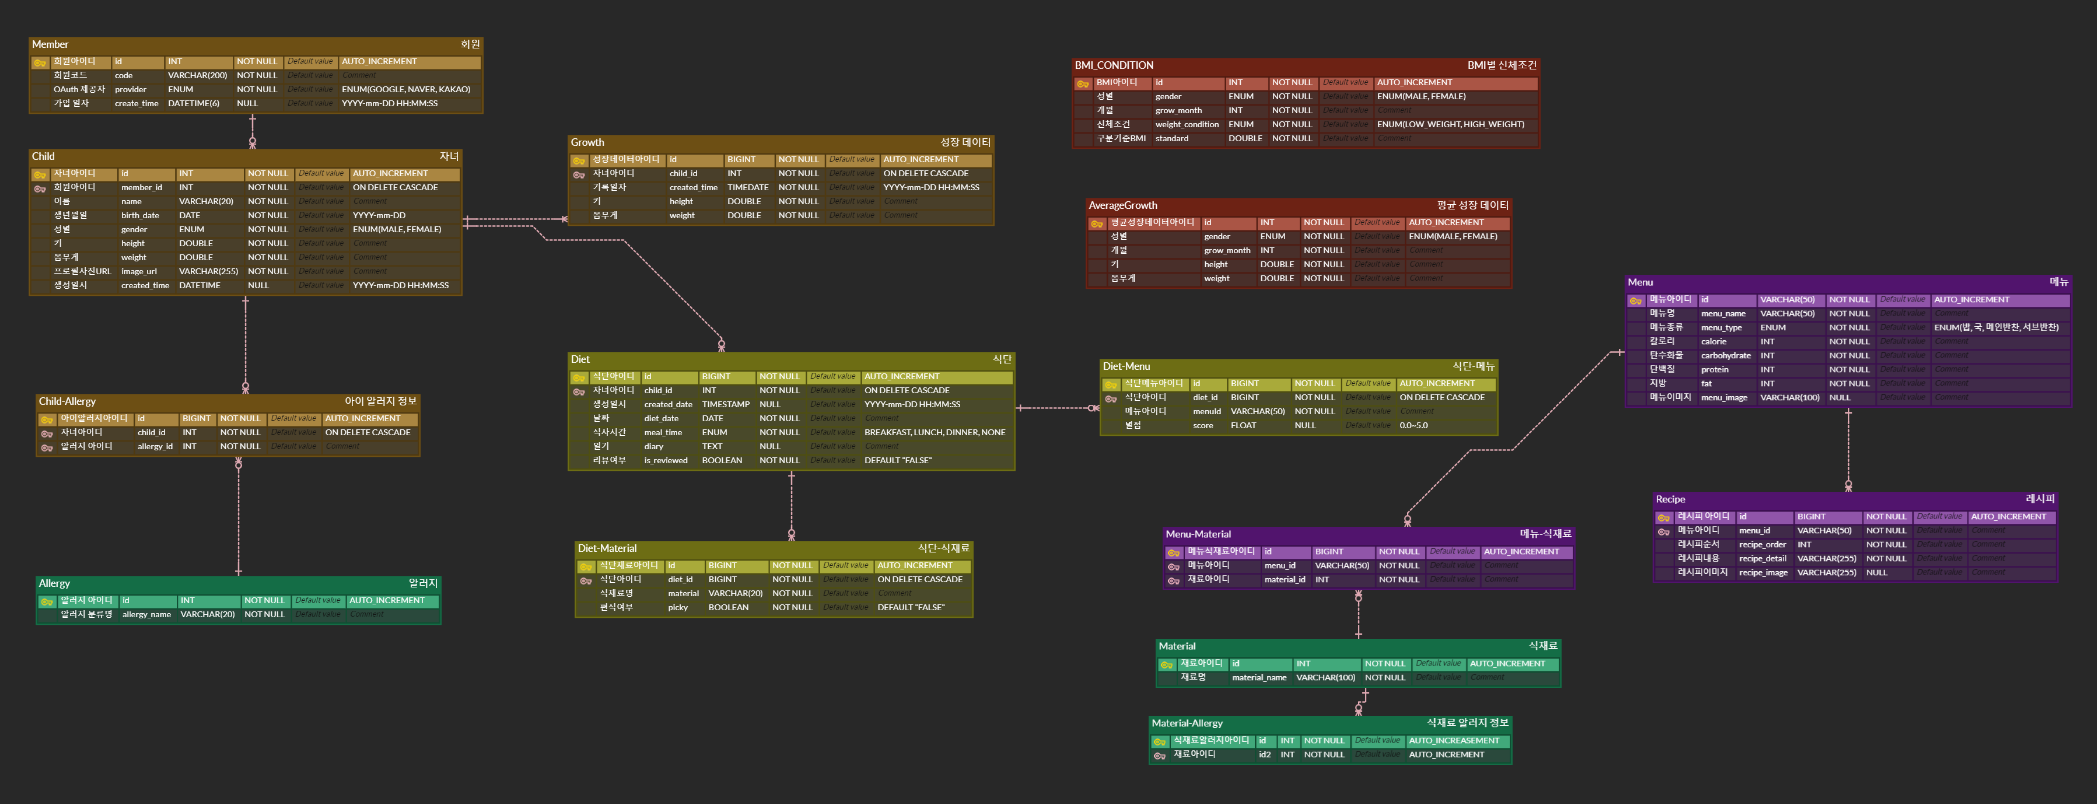 Member 회원
회원아이디 id INT NOT NULL Default value AUTO_INCREMENT
회원코드 code VARCHAR(200) NOT NULL Default value Comment
OAuth 제공사 provider ENUM NOT NULL Default value ENUM(GOOGLE, NAVER, KAKAO)
가입 일자 create_time DATETIME(6) NULL Default value YYYY-mm-DD HH:MM:SS
Child 자녀
자녀아이디 id INT NOT NULL Default value AUTO_INCREMENT
회원아이디 member_id INT NOT NULL Default value ON DELETE CASCADE
이름 name VARCHAR(20) NOT NULL Default value Comment
생년월일 birth_date DATE NOT NULL Default value YYYY-mm-DD
성별 gender ENUM NOT NULL Default value ENUM(MALE, FEMALE)
키 height DOUBLE NOT NULL Default value Comment
몸무게 weight DOUBLE NOT NULL Default value Comment
프로필사진URL image_url VARCHAR(255) NOT NULL Default value Comment
생성일시 created_time DATETIME NULL Default value YYYY-mm-DD HH:MM:SS
Child-Allergy 아이 알러지 정보
아이알러지아이디 id BIGINT NOT NULL Default value AUTO_INCREMENT
자녀아이디 child_id INT NOT NULL Default value ON DELETE CASCADE
알러지 아이디 allergy_id INT NOT NULL Default value Comment
Allergy 알러지
알러지 아이디 id INT NOT NULL Default value AUTO_INCREMENT
알러지 분류명 allergy_name VARCHAR(20) NOT NULL Default value Comment
Growth 성장 데이터
성장데이터아이디 id BIGINT NOT NULL Default value AUTO_INCREMENT
자녀아이디 child_id INT NOT NULL Default value ON DELETE CASCADE
기록일자 created_time TIMEDATE NOT NULL Default value YYYY-mm-DD HH:MM:SS
키 height DOUBLE NOT NULL Default value Comment
몸무게 weight DOUBLE NOT NULL Default value Comment
Diet 식단
식단아이디 id BIGINT NOT NULL Default value AUTO_INCREMENT
자녀아이디 child_id INT NOT NULL Default value ON DELETE CASCADE
생성일시 created_date TIMESTAMP NULL Default value YYYY-mm-DD HH:MM:SS
날짜 diet_date DATE NOT NULL Default value Comment
식사시간 meal_time ENUM NOT NULL Default value BREAKFAST, LUNCH, DINNER, NONE
일기 diary TEXT NULL Default value Comment
리뷰여부 is_reviewed BOOLEAN NOT NULL Default value DEFAULT "FALSE"
Diet-Material 식단-식재료
식단재료아이디 id BIGINT NOT NULL Default value AUTO_INCREMENT
식단아이디 diet_id BIGINT NOT NULL Default value ON DELETE CASCADE
식재료명 material VARCHAR(20) NOT NULL Default value Comment
편식여부 picky BOOLEAN NOT NULL Default value DEFAULT "FALSE"
BMI_CONDITION BMI별 신체조건
BMI아이디 id INT NOT NULL Default value AUTO_INCREMENT
성별 gender ENUM NOT NULL Default value ENUM(MALE, FEMALE)
개월 grow_month INT NOT NULL Default value Comment
신체조건 weight_condition ENUM NOT NULL Default value ENUM(LOW_WEIGHT, HIGH_WEIGHT)
구분기준BMI standard DOUBLE NOT NULL Default value Comment
AverageGrowth 평균 성장 데이터
평균성장데이터아이디 id INT NOT NULL Default value AUTO_INCREMENT
성별 gender ENUM NOT NULL Default value ENUM(MALE, FEMALE)
개월 grow_month INT NOT NULL Default value Comment
키 height DOUBLE NOT NULL Default value Comment
몸무게 weight DOUBLE NOT NULL Default value Comment
Diet-Menu 식단-메뉴
식단메뉴아이디 id BIGINT NOT NULL Default value AUTO_INCREMENT
식단아이디 diet_id BIGINT NOT NULL Default value ON DELETE CASCADE
메뉴아이디 menuId VARCHAR(50) NOT NULL Default value Comment
별점 score FLOAT NULL Default value 0.0~5.0
Menu 메뉴
메뉴아이디 id VARCHAR(50) NOT NULL Default value AUTO_INCREMENT
메뉴명 menu_name VARCHAR(50) NOT NULL Default value Comment
메뉴종류 menu_type ENUM NOT NULL Default value ENUM(밥, 국, 메인반찬, 서브반찬)
칼로리 calorie INT NOT NULL Default value Comment
탄수화물 carbohydrate INT NOT NULL Default value Comment
단백질 protein INT NOT NULL Default value Comment
지방 fat INT NOT NULL Default value Comment
메뉴이미지 menu_image VARCHAR(100) NULL Default value Comment
Menu-Material 메뉴-식재료
메뉴식재료아이디 id BIGINT NOT NULL Default value AUTO_INCREMENT
메뉴아이디 menu_id VARCHAR(50) NOT NULL Default value Comment
재료아이디 material_id INT NOT NULL Default value Comment
Recipe 레시피
레시피 아이디 id BIGINT NOT NULL Default value AUTO_INCREMENT
메뉴아이디 menu_id VARCHAR(50) NOT NULL Default value Comment
레시피순서 recipe_order INT NOT NULL Default value Comment
레시피내용 recipe_detail VARCHAR(255) NOT NULL Default value Comment
레시피이미지 recipe_image VARCHAR(255) NULL Default value Comment
Material 식재료
재료아이디 id INT NOT NULL Default value AUTO_INCREMENT
재료명 material_name VARCHAR(100) NOT NULL Default value Comment
Material-Allergy 식재료 알러지 정보
식재료알러지아이디 id INT NOT NULL Default value AUTO_INCREASEMENT
재료아이디 id2 INT NOT NULL Default value AUTO_INCREMENT